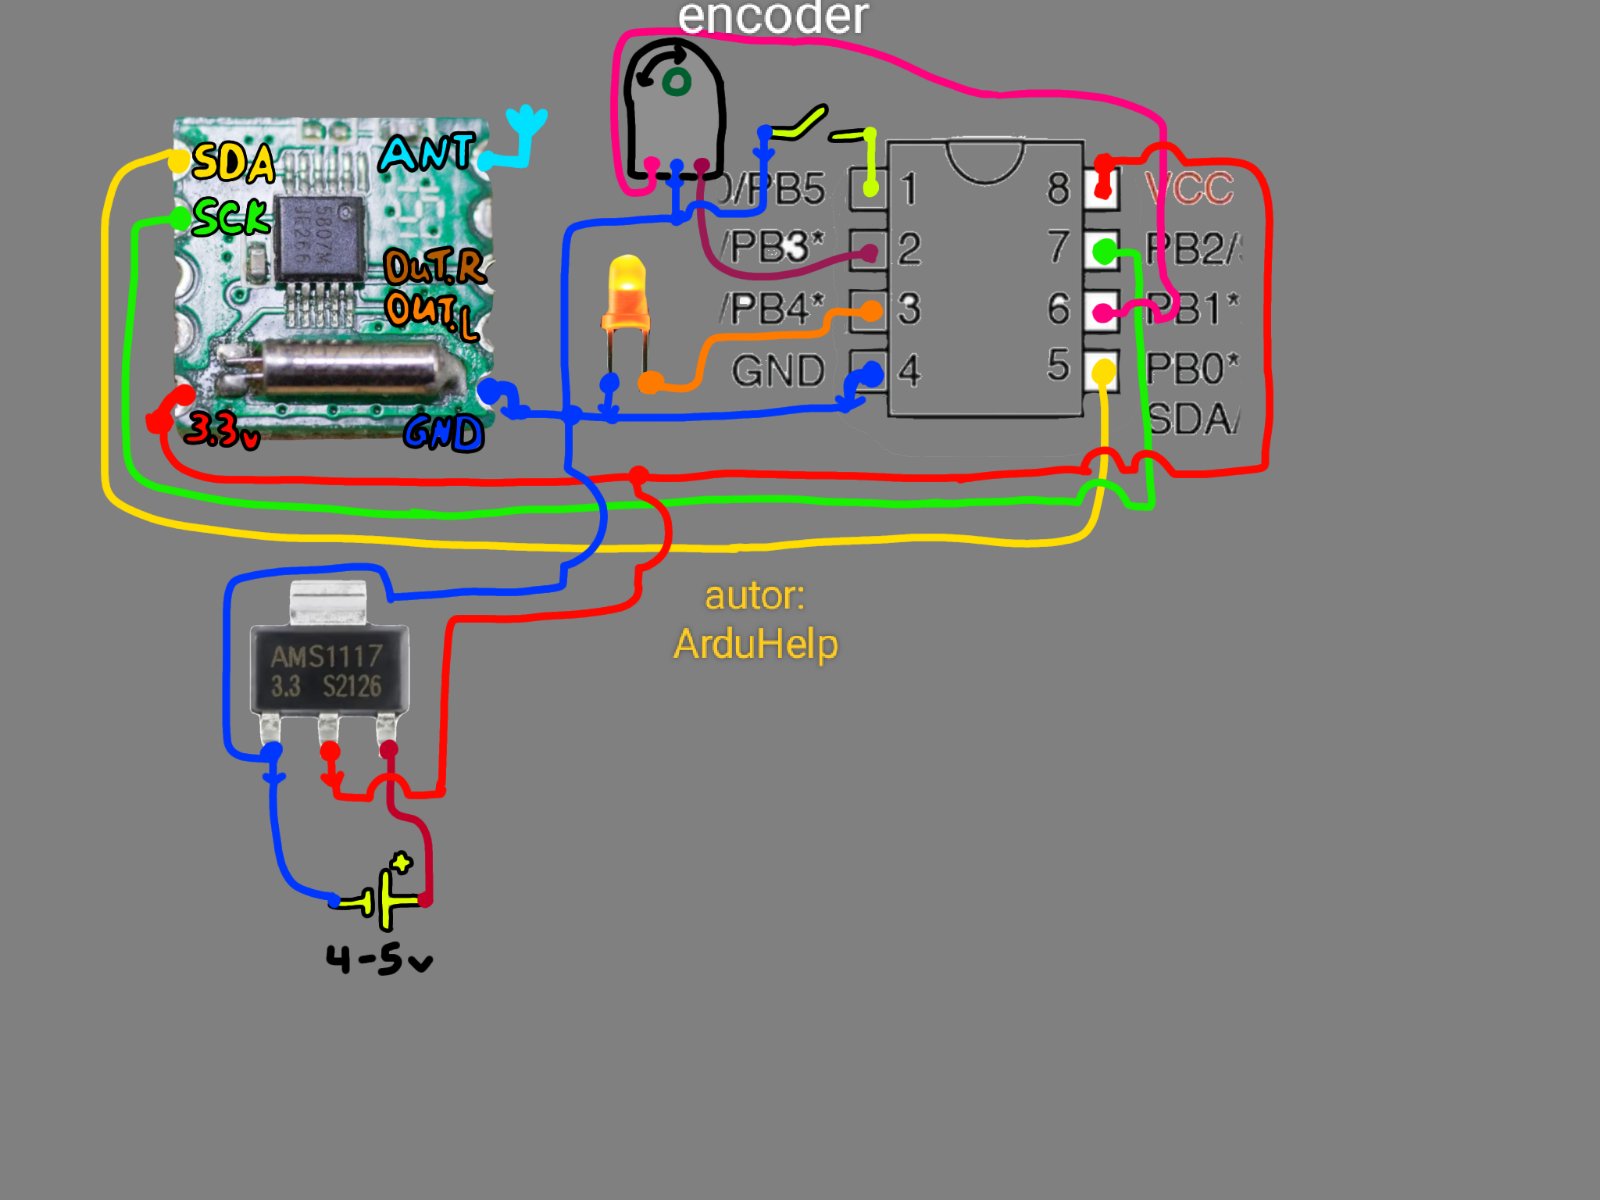 encoder
SDA
ANT
SCK
5807M
OUT.R
OUT.L
3.3v
GND
/PB5
1
8
VCC
/PB3*
2
7
PB2/
/PB4*
3
6
PB1*
GND
4
5
PB0*
SDA/
autor:
ArduHelp
AMS1117
3.3 S2126
+
4-5v